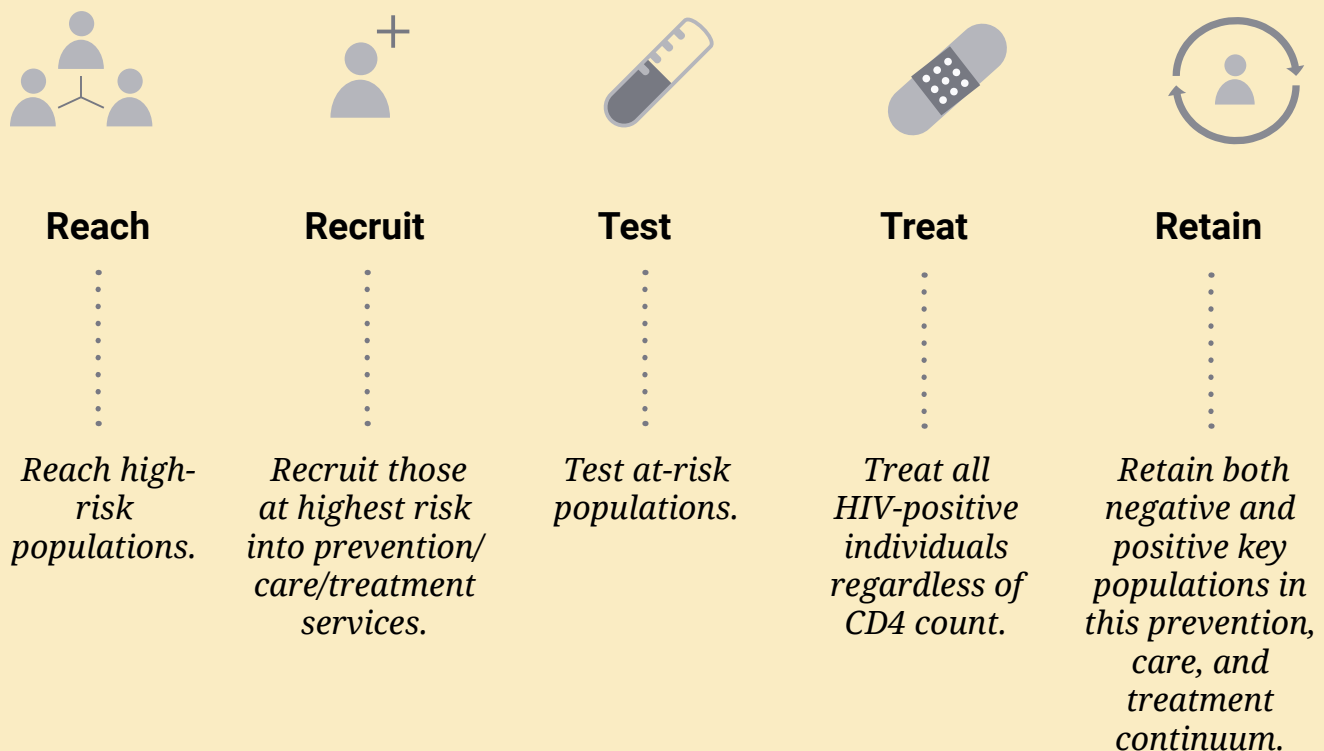 Reach
Recruit
Test
Treat
Retain
Reach high-
risk
populations.
Recruit those
at highest risk
into prevention/
care/treatment
services.
Test at-risk
populations.
Treat all
HIV-positive
individuals
regardless of
CD4 count.
Retain both
negative and
positive key
populations in
this prevention,
care, and
treatment
continuum.